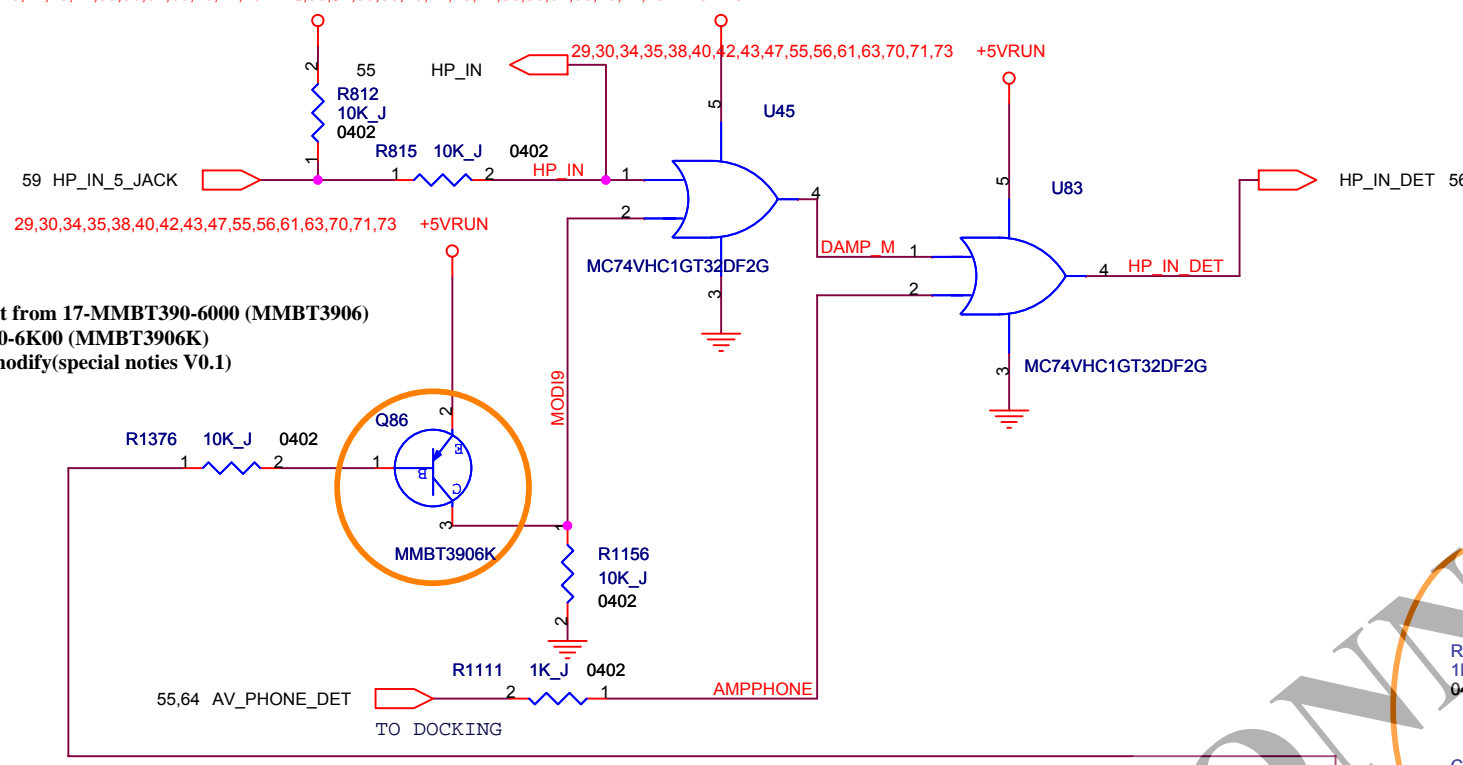 55 HP_IN
29,30,34,35,38,40,42,43,47,55,56,61,63,70,71,73 +5VRUN
2
R812
10K_J
0402
1
5
U45
R815 10K_J 0402
59 HP_IN_5_JACK
1 2 HP_IN 1
5
U83
HP_IN_DET
4
2
29,30,34,35,38,40,42,43,47,55,56,61,63,70,71,73 +5VRUN
DAMP_M 1
MC74VHC1GT32DF2G
4 HP_IN_DET
3
2
t from 17-MMBT390-6000 (MMBT3906)
0-6K00 (MMBT3906K)
modify(special noties V0.1)
3
MC74VHC1GT32DF2G
MODI9
Q86
2
R1376 10K_J 0402
E
1 2 1
B
C
3
1
MMBT3906K
R1156
10K_J
0402
2
R1111 1K_J 0402
55,64 AV_PHONE_DET
2 1
AMPPHONE
TO DOCKING